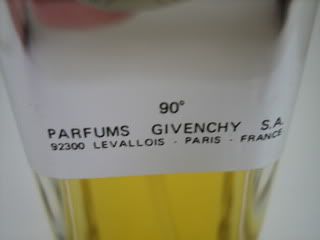 90°
PARFUMS GIVENCHY S.A.
92300 LEVALLOIS - PARIS - FRANCE